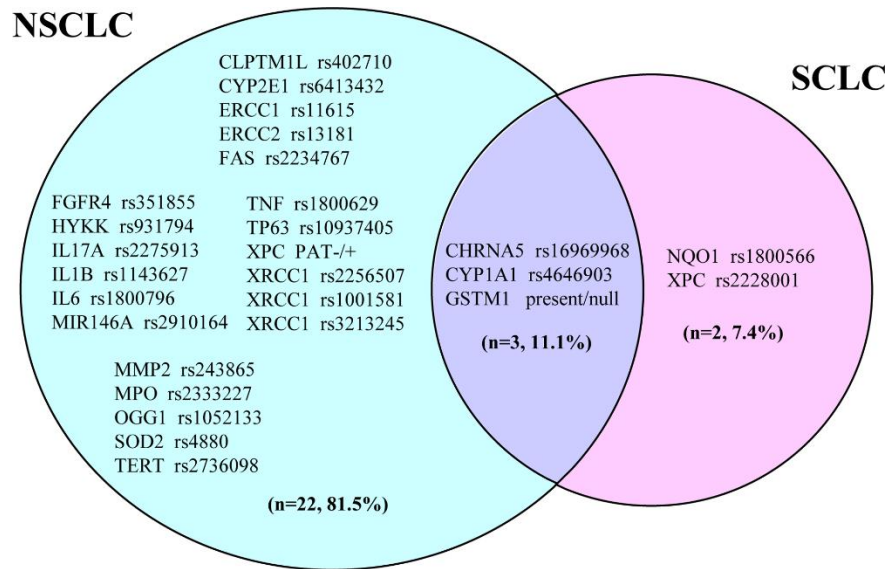 NSCLC
SCLC
CLPTM1L rs402710
CYP2E1 rs6413432
ERCC1 rs11615
ERCC2 rs13181
FAS rs2234767
FGFR4 rs351855
HYKK rs931794
IL17A rs2275913
IL1B rs1143627
IL6 rs1800796
MIR146A rs2910164
TNF rs1800629
TP63 rs10937405
XPC PAT-/+
XRCC1 rs2256507
XRCC1 rs1001581
XRCC1 rs3213245
MMP2 rs243865
MPO rs2333227
OGG1 rs1052133
SOD2 rs4880
TERT rs2736098
(n=22, 81.5%)
CHRNA5 rs16969968
CYP1A1 rs4646903
GSTM1 present/null
(n=3, 11.1%)
NQO1 rs1800566
XPC rs2228001
(n=2, 7.4%)